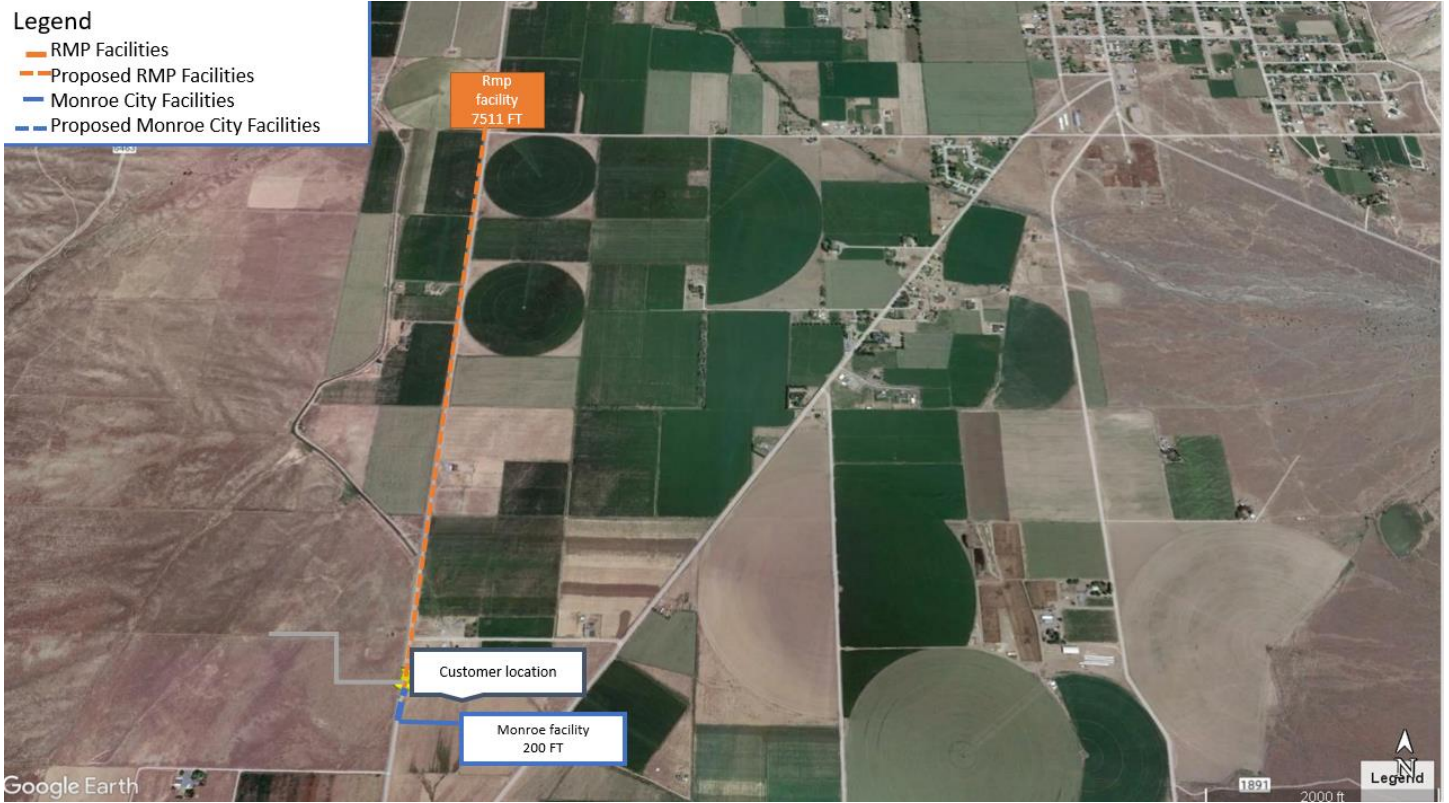 Legend
RMP Facilities
Proposed RMP Facilities
Monroe City Facilities
Proposed Monroe City Facilities
Rmp
facility
7511 FT
Customer location
Monroe facility
200 FT
Google Earth
1891
2000 ft
N
Legend